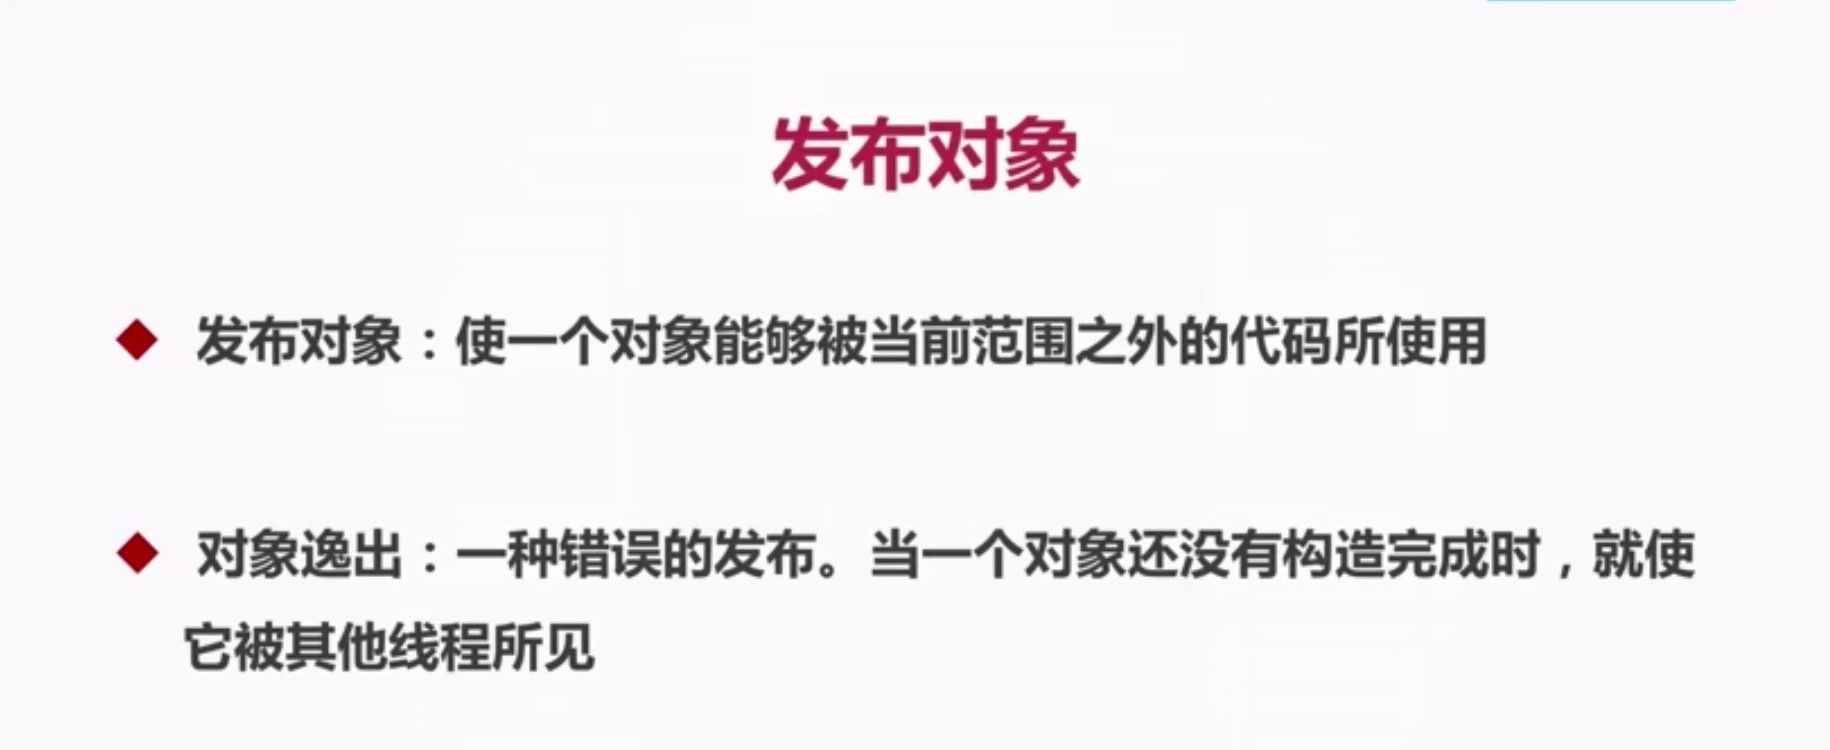 发布对象
发布对象：使一个对象能够被当前范围之外的代码所使用
对象逸出：一种错误的发布。当一个对象还没有构造完成时，就使
它被其他线程所见